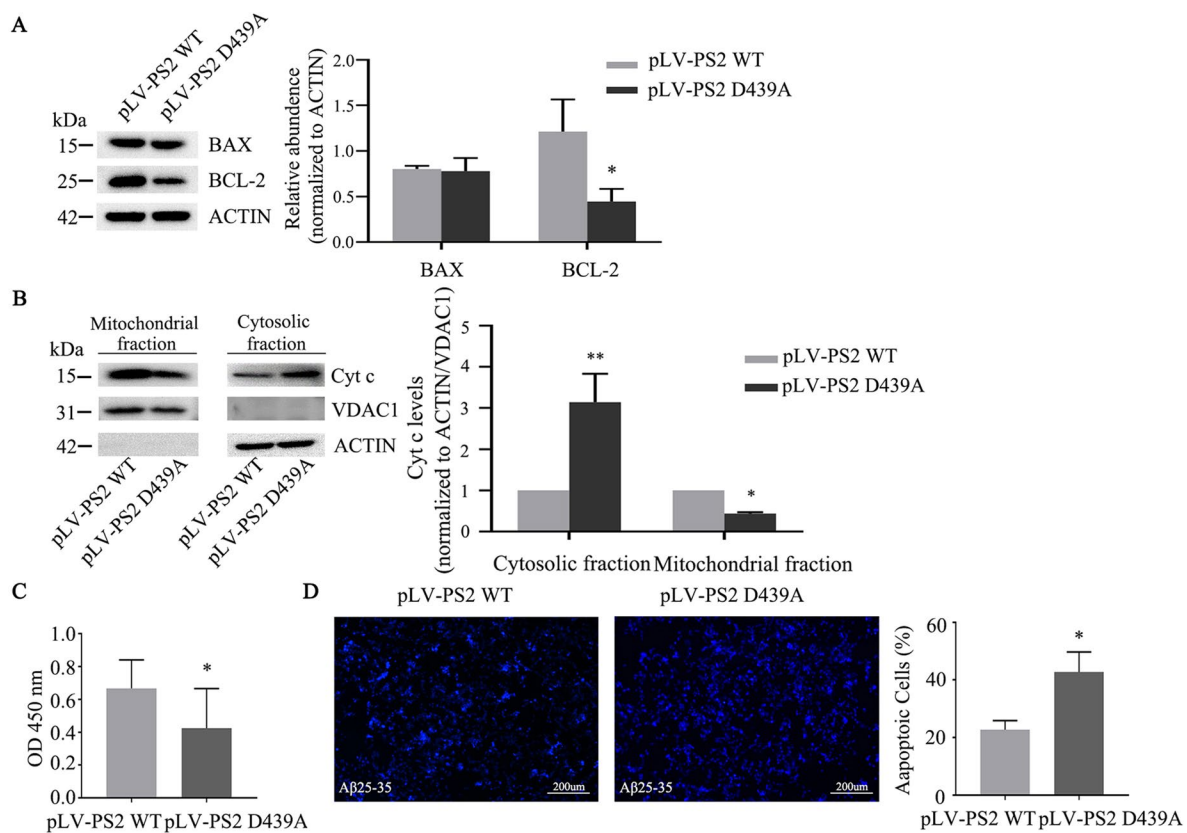 A
pLV-PS2 WT
pLV-PS2 D439A
kDa
15
BAX
25
BCL-2
42
ACTIN
Relative abundence
(normalized to ACTIN)
2.0
1.5
1.0
0.5
0.0
BAX
BCL-2
*
pLV-PS2 WT
pLV-PS2 D439A
B
Mitochondrial
fraction
Cytosolic
fraction
kDa
15
Cyt c
31
VDAC1
42
ACTIN
pLV-PS2 WT
pLV-PS2 D439A
pLV-PS2 WT
pLV-PS2 D439A
Cyt c levels
(normalized to ACTIN/VDAC1)
5
4
3
2
1
0
**
*
Cytosolic fraction
Mitochondrial fraction
pLV-PS2 WT
pLV-PS2 D439A
C
OD 450 nm
1.0
0.8
0.6
0.4
0.2
0.0
*
pLV-PS2 WT
pLV-PS2 D439A
D
pLV-PS2 WT
pLV-PS2 D439A
Aβ25-35
200um
Aβ25-35
200um
Aapoptoic Cells (%)
60
40
20
0
*
pLV-PS2 WT
pLV-PS2 D439A